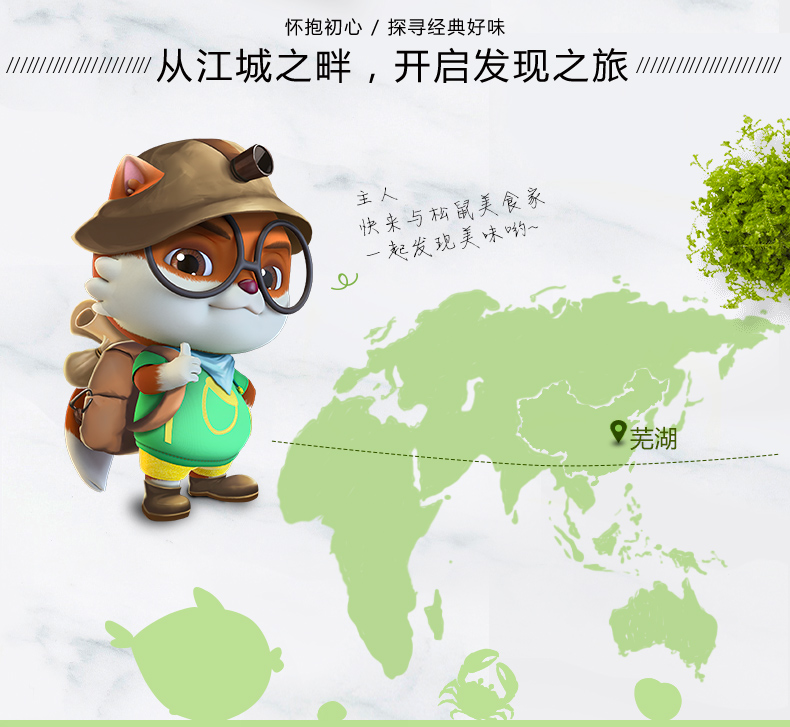 怀抱初心 / 探寻经典好味
从江城之畔，开启发现之旅
主人
快来与松鼠美食家
一起发现美味哟~
芜湖